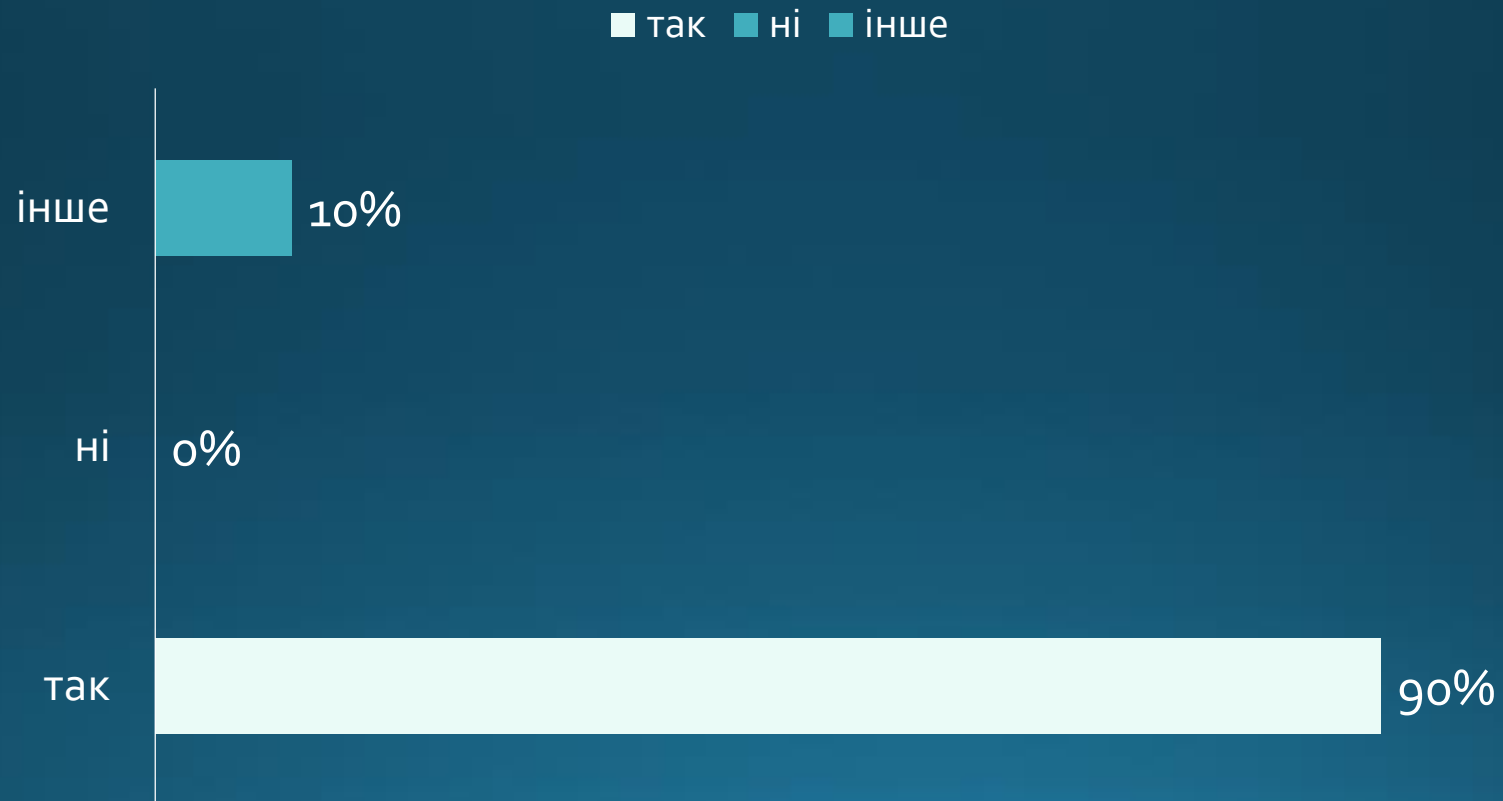 так ні інше
інше 10%
ні 0%
так 90%